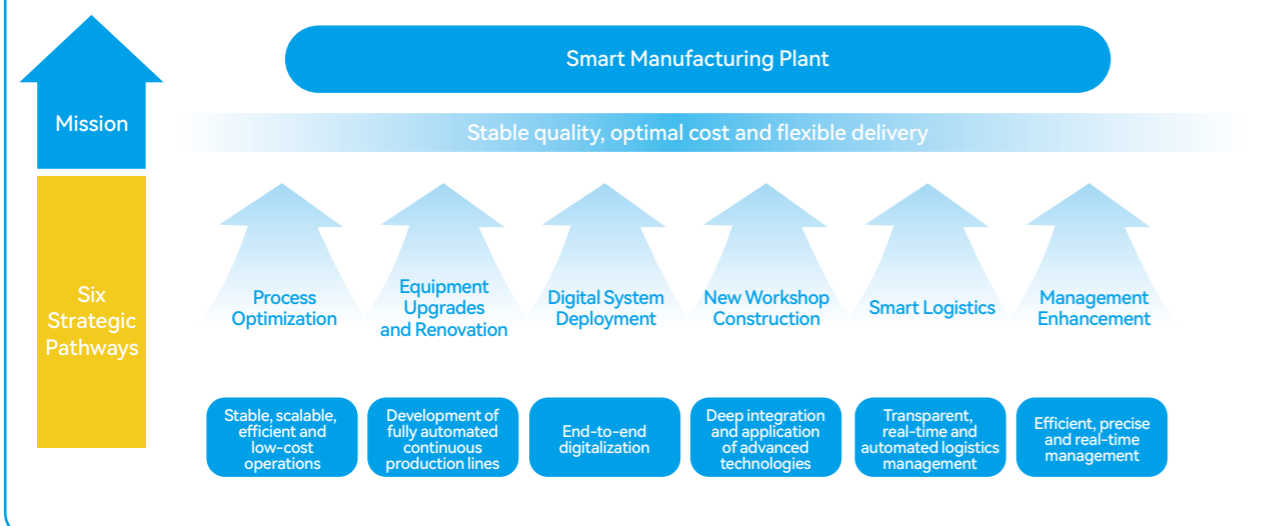 Smart Manufacturing Plant
Mission
Stable quality, optimal cost and flexible delivery
Six
Strategic
Pathways
Process
Optimization
Equipment
Upgrades
and Renovation
Digital System
Deployment
New Workshop
Construction
Smart Logistics
Management
Enhancement
Stable, scalable,
efficient and
low-cost
operations
Development of
fully automated
continuous
production lines
End-to-end
digitalization
Deep integration
and application
of advanced
technologies
Transparent,
real-time and
automated logistics
management
Efficient, precise
and real-time
management